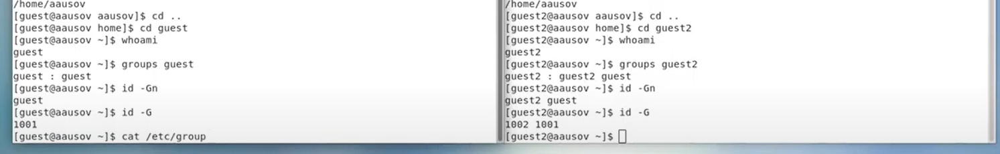 /home/aausov
[guest@aausov aausov]$ cd ..
[guest@aausov home]$ cd guest
[guest@aausov ~]$ whoami
guest
[guest@aausov ~]$ groups guest
guest : guest
[guest@aausov ~]$ id -Gn
guest
[guest@aausov ~]$ id -G
1001
[guest@aausov ~]$ cat /etc/group
/home/aausov
[guest2@aausov aausov]$ cd ..
[guest2@aausov home]$ cd guest2
[guest2@aausov ~]$ whoami
guest2
[guest2@aausov ~]$ groups guest2
guest2 : guest2 guest
[guest2@aausov ~]$ id -Gn
guest2 guest
[guest2@aausov ~]$ id -G
1002 1001
[guest2@aausov ~]$